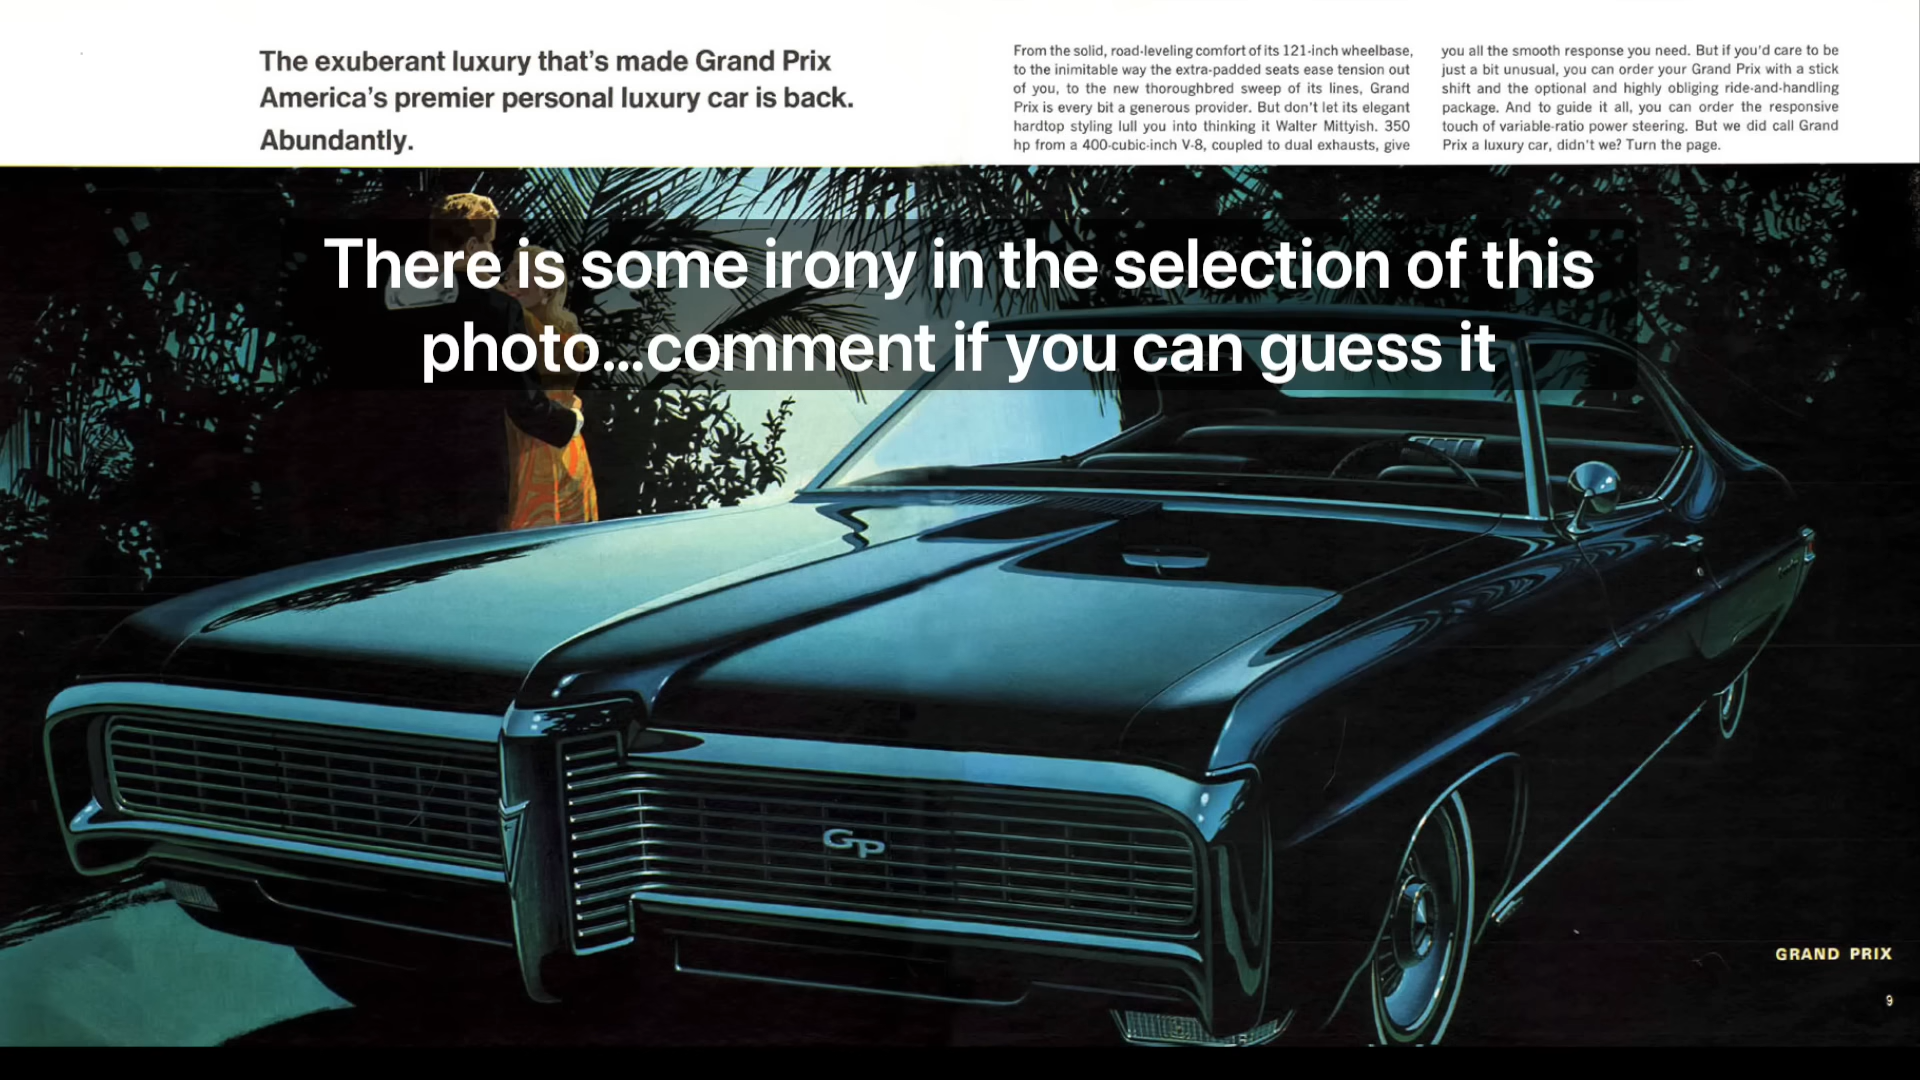 The exuberant luxury that's made Grand Prix
America's premier personal luxury car is back.
Abundantly.
From the solid, road-leveling comfort of its 121-inch wheelbase,
to the inimitable way the extra-padded seats ease tension out
of you, to the new thoroughbred sweep of its lines, Grand
Prix is every bit a generous provider. But don't let its elegant
hardtop styling lull you into thinking it Walter Mittyish. 350
hp from a 400-cubic-inch V-8, coupled to dual exhausts, give
you all the smooth response you need. But if you'd care to be
just a bit unusual, you can order your Grand Prix with a stick
shift and the optional and highly obliging ride-and-handling
package. And to guide it all, you can order the responsive
touch of variable-ratio power steering. But we did call Grand
Prix a luxury car, didn't we? Turn the page.
There is some irony in the selection of this
photo...comment if you can guess it
GP
GRAND PRIX
9